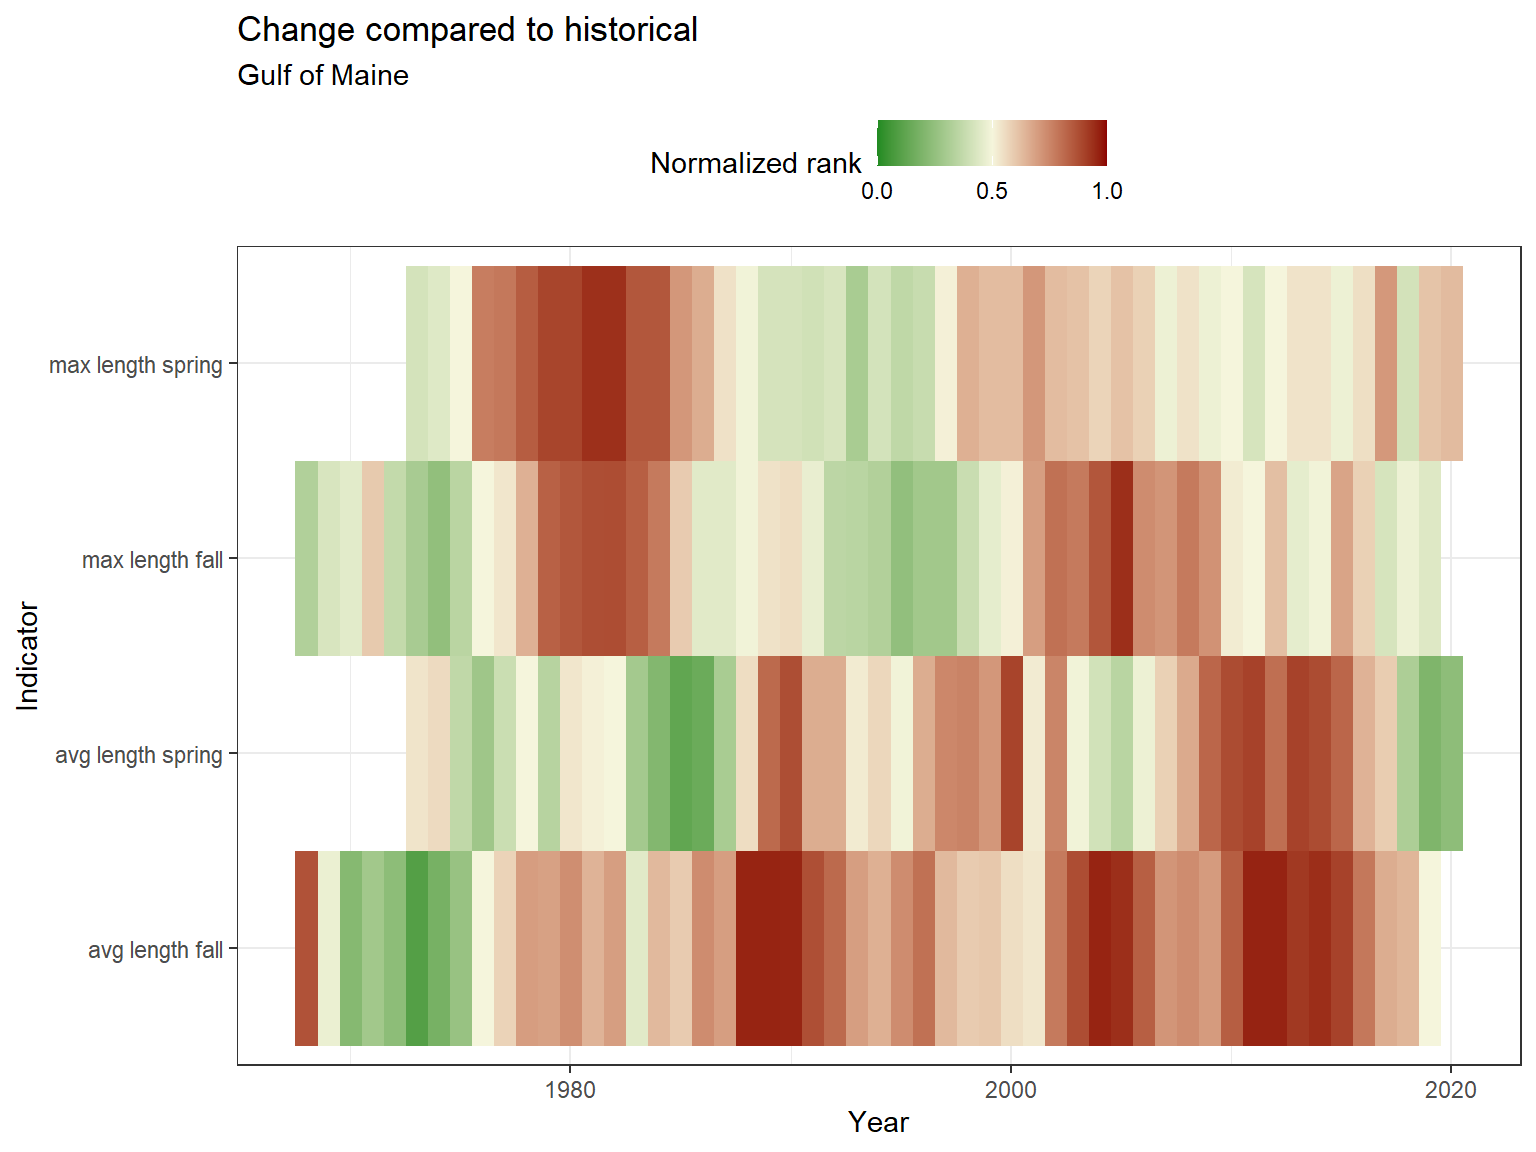 Change compared to historical
Gulf of Maine
Normalized rank
0.0 0.5 1.0
max length spring
max length fall
avg length spring
avg length fall
Indicator
1980 2000 2020
Year